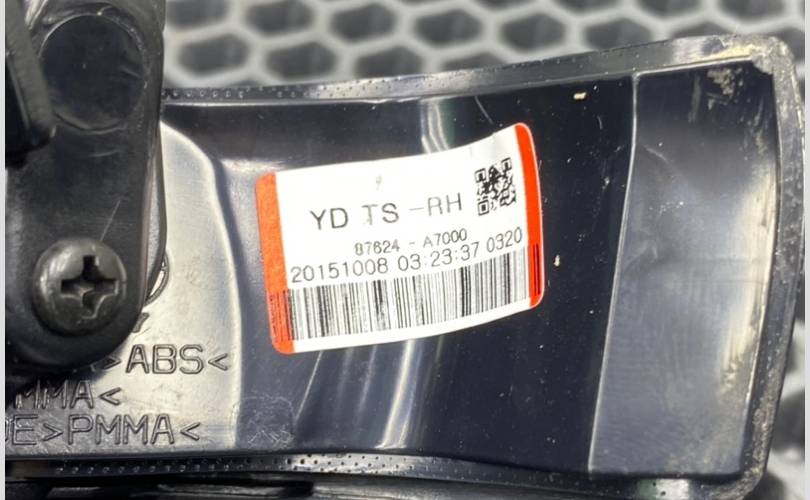 YD TS -RH
87624 - A7000
20151008 03:23:37 0320
>ABS<
MMA<
>PMMA<